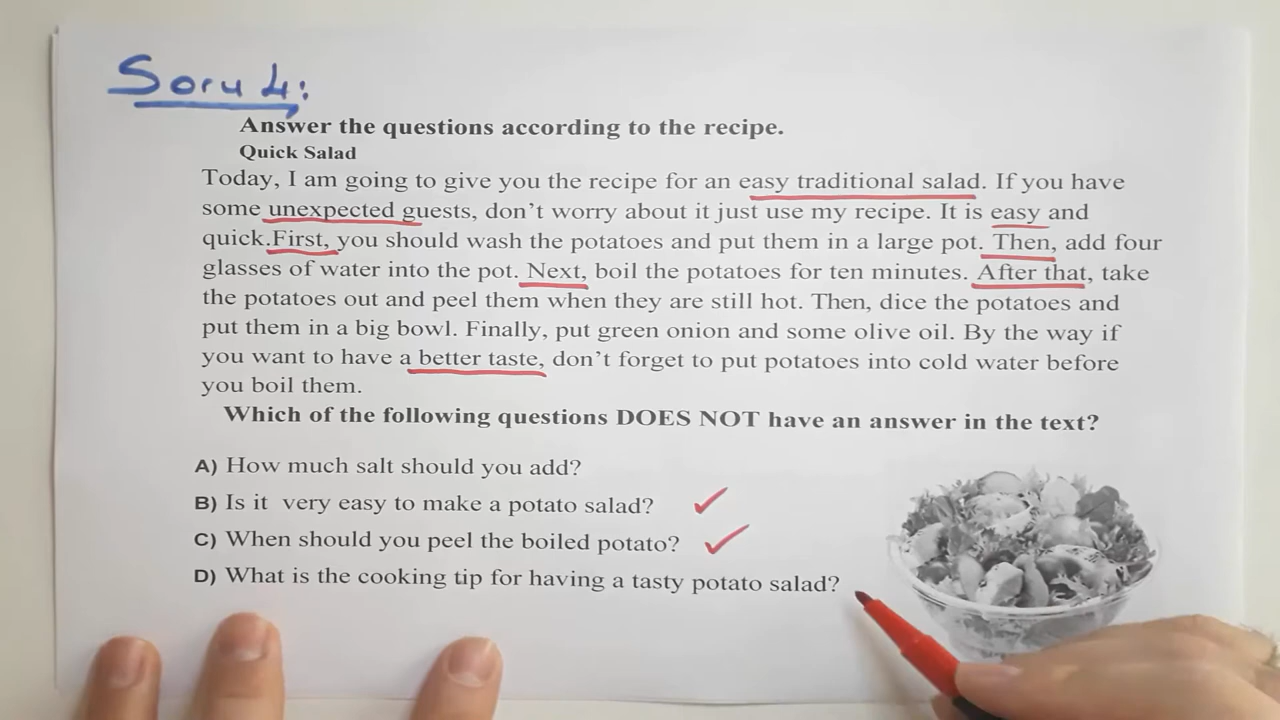 Soru 4:
Answer the questions according to the recipe.
Quick Salad
Today, I am going to give you the recipe for an easy traditional salad. If you have
some unexpected guests, don't worry about it just use my recipe. It is easy and
quick.First, you should wash the potatoes and put them in a large pot. Then, add four
glasses of water into the pot. Next, boil the potatoes for ten minutes. After that, take
the potatoes out and peel them when they are still hot. Then, dice the potatoes and
put them in a big bowl. Finally, put green onion and some olive oil. By the way if
you want to have a better taste, don't forget to put potatoes into cold water before
you boil them.
Which of the following questions DOES NOT have an answer in the text?
A) How much salt should you add?
B) Is it very easy to make a potato salad?
C) When should you peel the boiled potato?
D) What is the cooking tip for having a tasty potato salad?